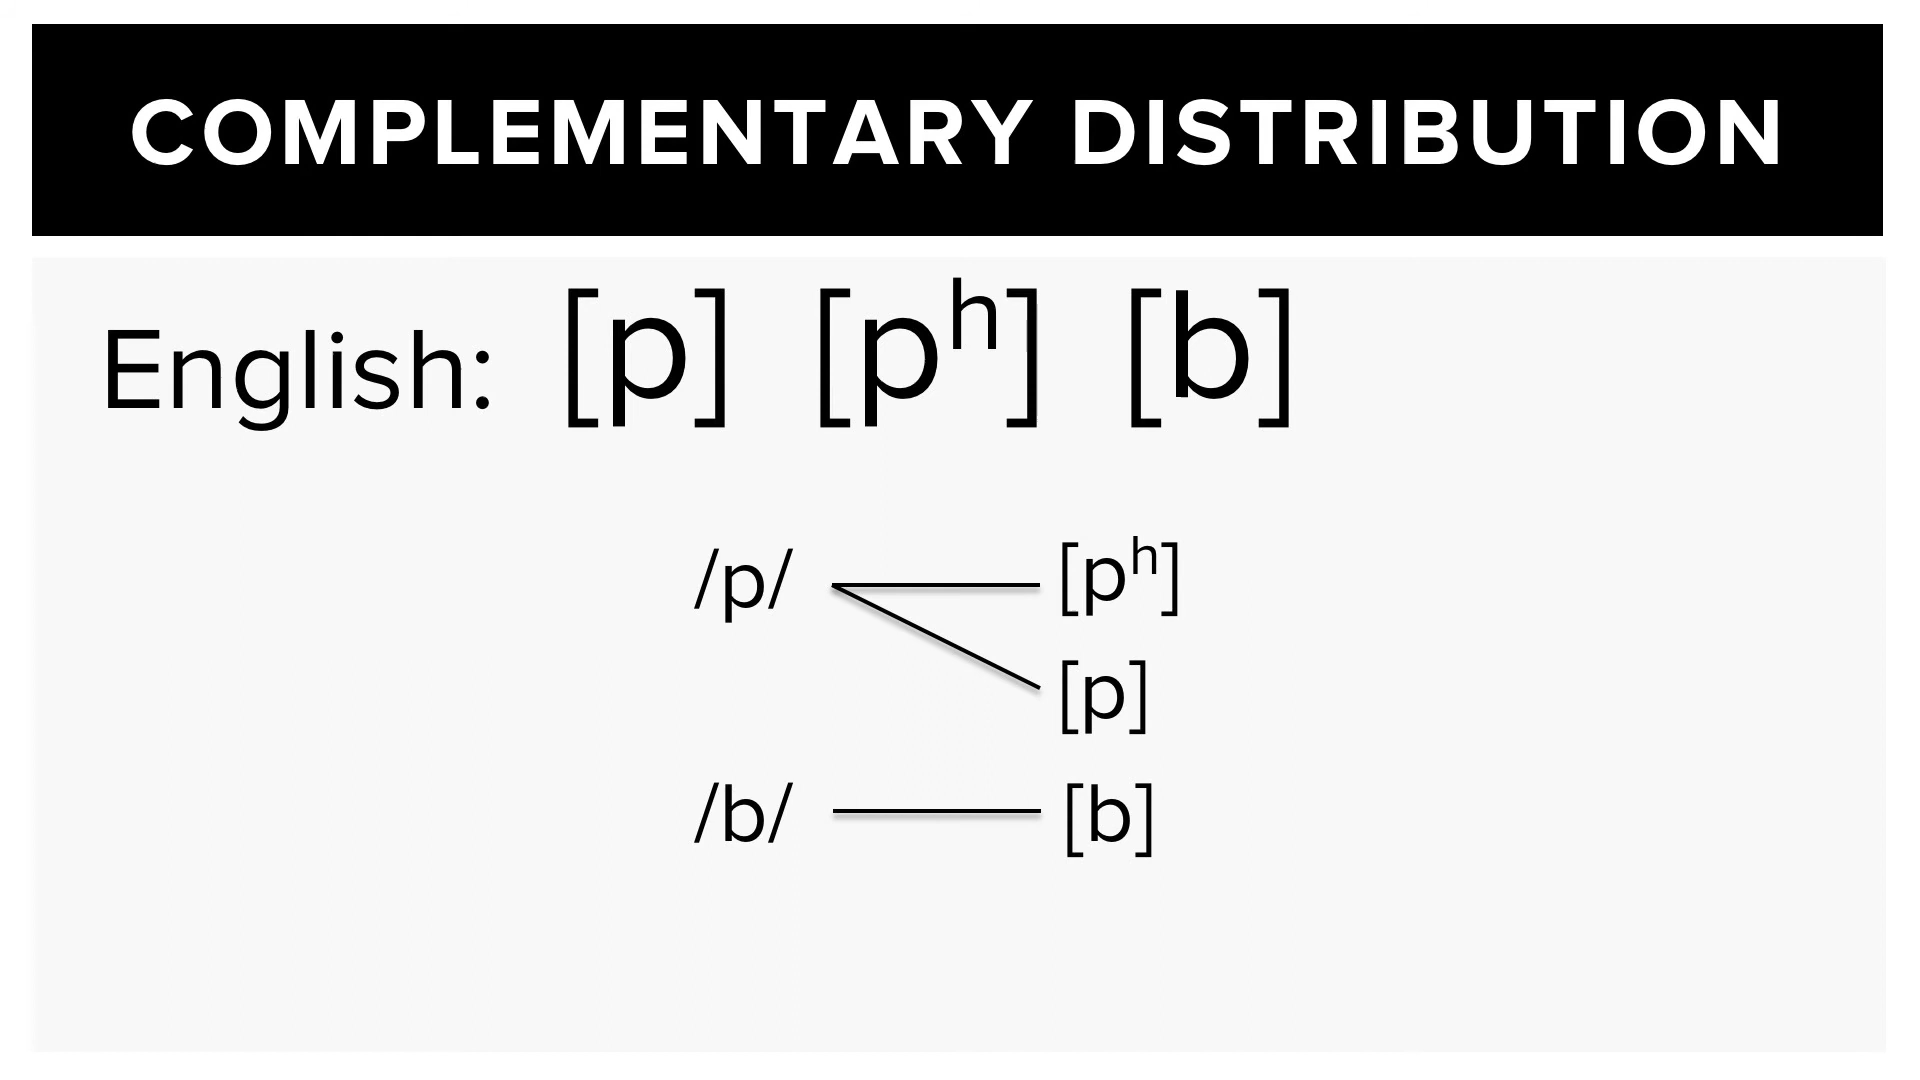 COMPLEMENTARY DISTRIBUTION
English: [p] [pʰ] [b]
/p/ [pʰ]
[p]
/b/ [b]